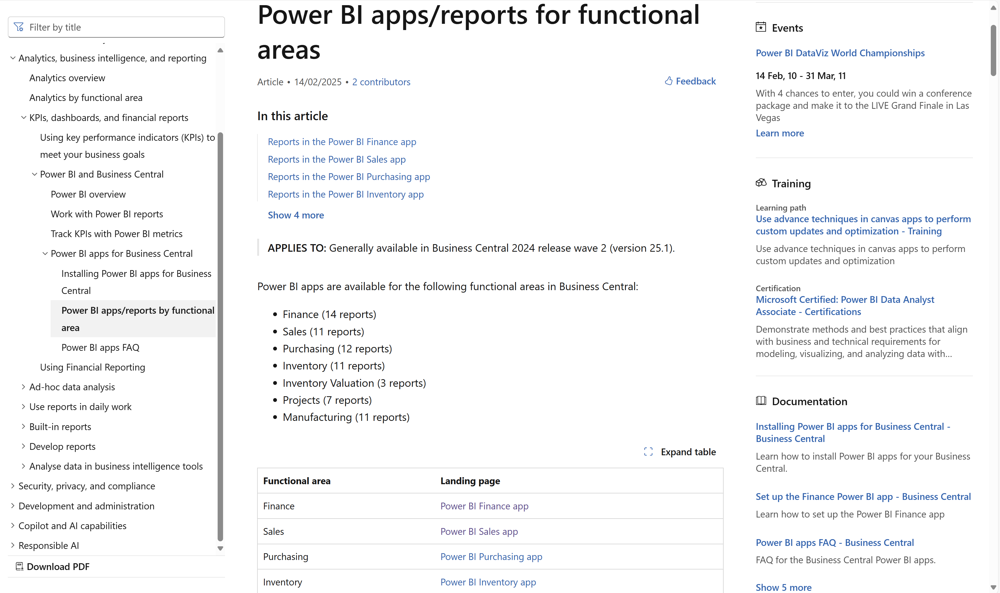 Filter by title
Analytics, business intelligence, and reporting
Analytics overview
Analytics by functional area
KPIs, dashboards, and financial reports
Using key performance indicators (KPIs) to
meet your business goals
Power BI and Business Central
Power BI overview
Work with Power BI reports
Track KPIs with Power BI metrics
Power BI apps for Business Central
Installing Power BI apps for Business
Central
Power BI apps/reports by functional
area
Power BI apps FAQ
Using Financial Reporting
Ad-hoc data analysis
Use reports in daily work
Built-in reports
Develop reports
Analyse data in business intelligence tools
Security, privacy, and compliance
Development and administration
Copilot and AI capabilities
Responsible AI
Download PDF
Power BI apps/reports for functional
areas
Article • 14/02/2025 • 2 contributors
Feedback
In this article
Reports in the Power BI Finance app
Reports in the Power BI Sales app
Reports in the Power BI Purchasing app
Reports in the Power BI Inventory app
Show 4 more
APPLIES TO: Generally available in Business Central 2024 release wave 2 (version 25.1).
Power BI apps are available for the following functional areas in Business Central:
• Finance (14 reports)
• Sales (11 reports)
• Purchasing (12 reports)
• Inventory (11 reports)
• Inventory Valuation (3 reports)
• Projects (7 reports)
• Manufacturing (11 reports)
Expand table
Functional area Landing page
Finance Power BI Finance app
Sales Power BI Sales app
Purchasing Power BI Purchasing app
Inventory Power BI Inventory app
Events
Power BI DataViz World Championships
14 Feb, 10 - 31 Mar, 11
With 4 chances to enter, you could win a conference
package and make it to the LIVE Grand Finale in Las
Vegas
Learn more
Training
Learning path
Use advance techniques in canvas apps to perform
custom updates and optimization - Training
Use advance techniques in canvas apps to perform
custom updates and optimization
Certification
Microsoft Certified: Power BI Data Analyst
Associate - Certifications
Demonstrate methods and best practices that align
with business and technical requirements for
modeling, visualizing, and analyzing data with...
Documentation
Installing Power BI apps for Business Central -
Business Central
Learn how to install Power BI apps for your Business
Central.
Set up the Finance Power BI app - Business Central
Learn how to set up the Power BI Finance app
Power BI apps FAQ - Business Central
FAQ for the Business Central Power BI apps.
Show 5 more